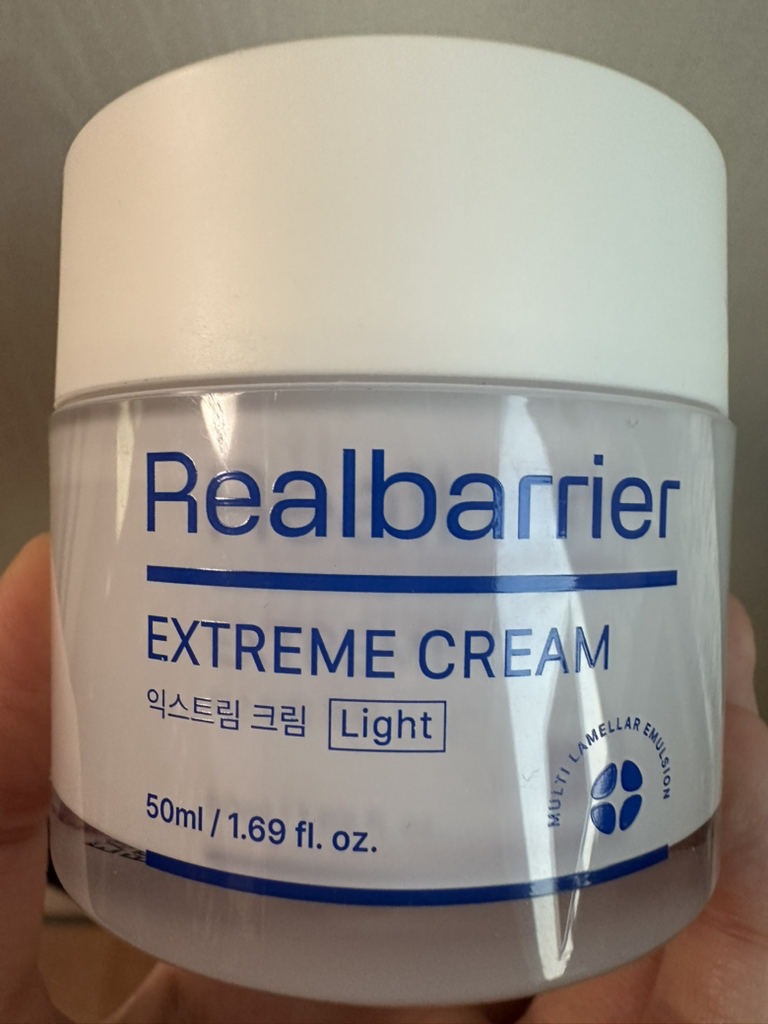 Realbarrier
EXTREME CREAM
익스트림 크림 Light
MULTI LAMELLAR EMULSION
50ml / 1.69 fl. oz.